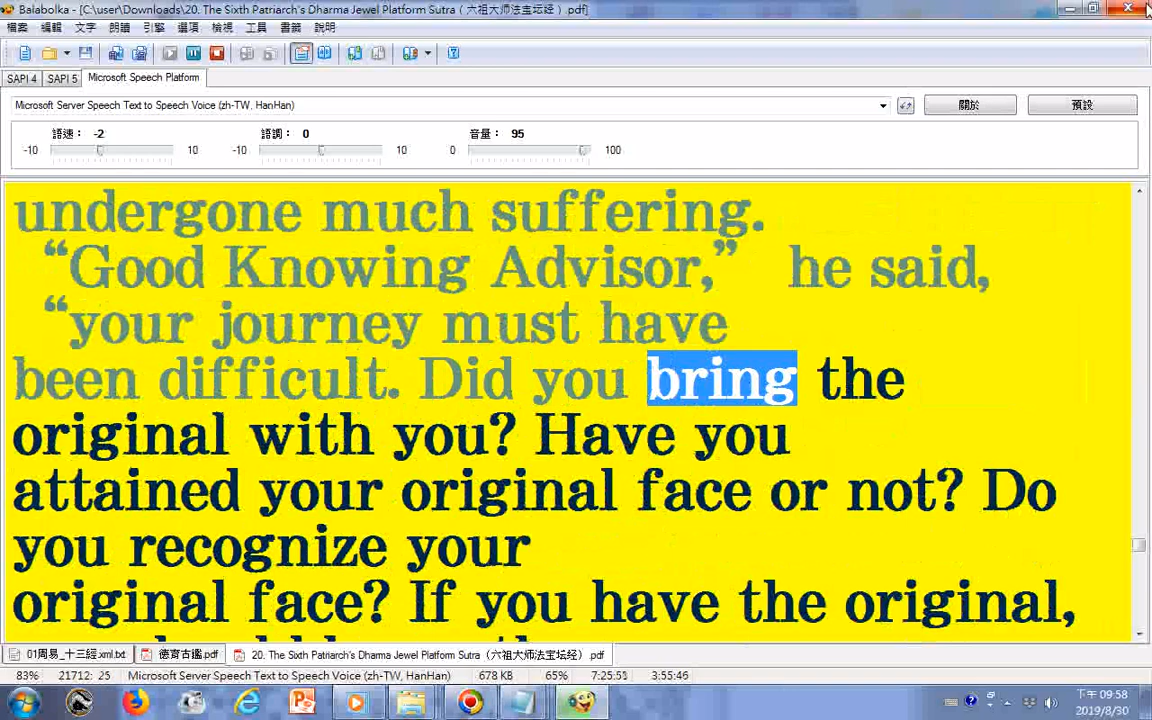 Balabolka - [C:\user\Downloads\20. The Sixth Patriarch's Dharma Jewel Platform Sutra（六祖大师法宝坛经）pdf]
檔案 編輯 文字 朗讀 引擎 選項 檢視 工具 書籤 說明
SAPI 4 SAPI 5 Microsoft Speech Platform
Microsoft Server Speech Text to Speech Voice (zh-TW, HanHan) 關於 預設
語速： -2 語調： 0 音量： 95
-10 10 -10 10 0 100
undergone much suffering.
“Good Knowing Advisor,” he said,
“your journey must have
been difficult. Did you bring the
original with you? Have you
attained your original face or not? Do
you recognize your
original face? If you have the original,
01周易_十三經.xml.txt 德育古鑑.pdf 20. The Sixth Patriarch's Dharma Jewel Platform Sutra（六祖大师法宝坛经）.pdf
83% 21712: 25 Microsoft Server Speech Text to Speech Voice (zh-TW, HanHan) 678 KB 65% 7:25:51 3:55:46
下午 09:58
2019/8/30